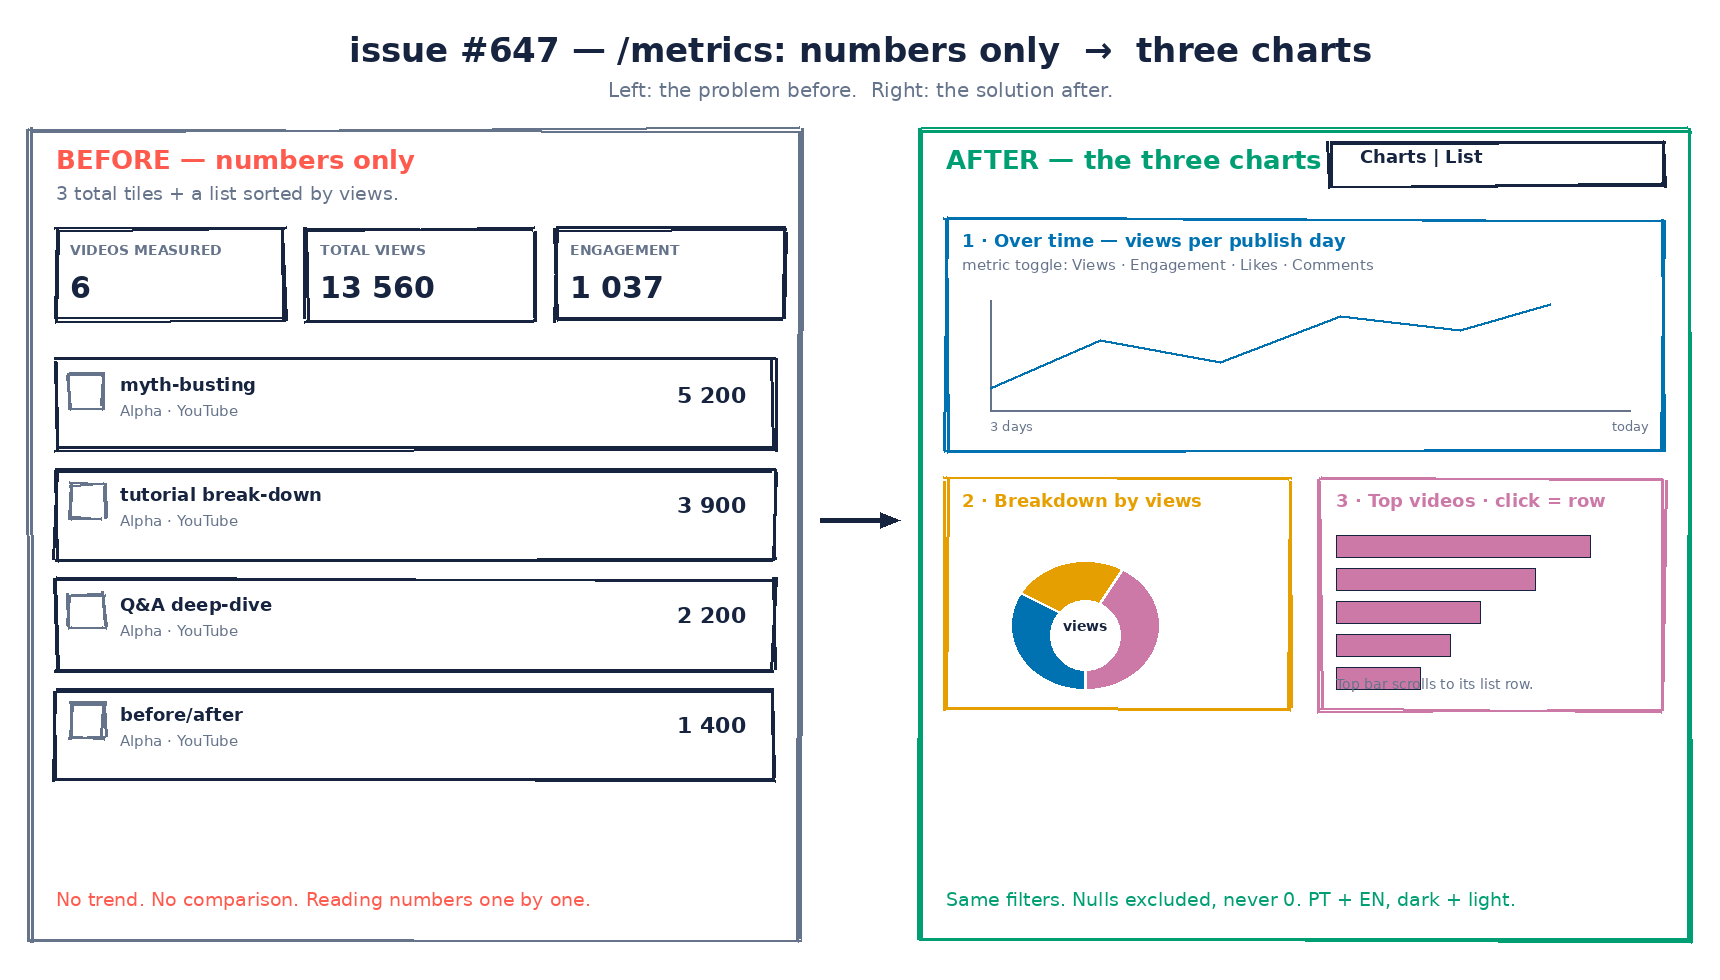 issue #647 — /metrics: numbers only → three charts
Left: the problem before. Right: the solution after.
BEFORE — numbers only
3 total tiles + a list sorted by views.
VIDEOS MEASURED
6
TOTAL VIEWS
13 560
ENGAGEMENT
1 037
myth-busting
Alpha · YouTube
5 200
tutorial break-down
Alpha · YouTube
3 900
Q&A deep-dive
Alpha · YouTube
2 200
before/after
Alpha · YouTube
1 400
No trend. No comparison. Reading numbers one by one.
AFTER — the three charts
Charts | List
1 · Over time — views per publish day
metric toggle: Views · Engagement · Likes · Comments
3 days
today
2 · Breakdown by views
views
3 · Top videos · click = row
Top bar scrolls to its list row.
Same filters. Nulls excluded, never 0. PT + EN, dark + light.